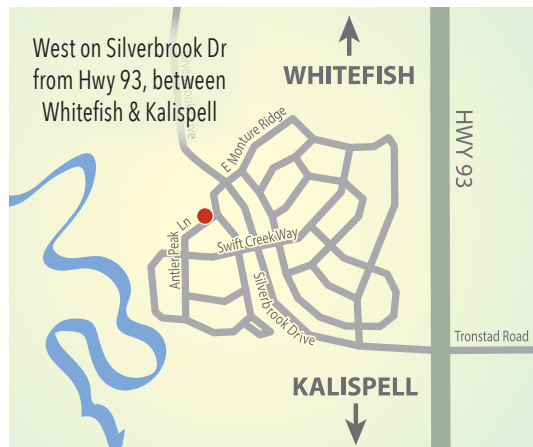 West on Silverbrook Dr
from Hwy 93, between
Whitefish & Kalispell
WHITEFISH
HWY 93
E Monture Ridge
Antler Peak Ln
Swift Creek Way
Silverbrook Drive
Tronstad Road
KALISPELL